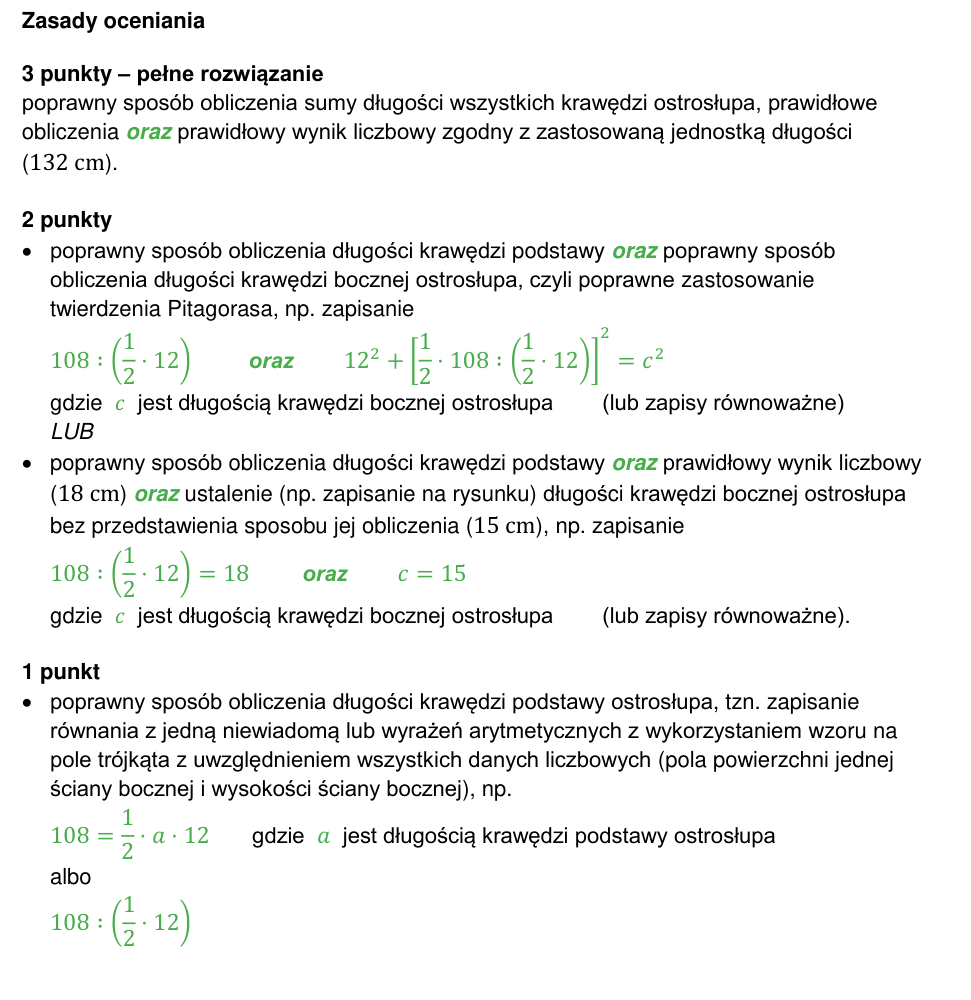 Zasady oceniania
3 punkty – pełne rozwiązanie
poprawny sposób obliczenia sumy długości wszystkich krawędzi ostrosłupa, prawidłowe
obliczenia oraz prawidłowy wynik liczbowy zgodny z zastosowaną jednostką długości
(132 cm).
2 punkty
• poprawny sposób obliczenia długości krawędzi podstawy oraz poprawny sposób
obliczenia długości krawędzi bocznej ostrosłupa, czyli poprawne zastosowanie
twierdzenia Pitagorasa, np. zapisanie
108 : (1/2 · 12) oraz 12² + [1/2 · 108 : (1/2 · 12)]² = c²
gdzie c jest długością krawędzi bocznej ostrosłupa (lub zapisy równoważne)
LUB
• poprawny sposób obliczenia długości krawędzi podstawy oraz prawidłowy wynik liczbowy
(18 cm) oraz ustalenie (np. zapisanie na rysunku) długości krawędzi bocznej ostrosłupa
bez przedstawienia sposobu jej obliczenia (15 cm), np. zapisanie
108 : (1/2 · 12) = 18 oraz c = 15
gdzie c jest długością krawędzi bocznej ostrosłupa (lub zapisy równoważne).
1 punkt
• poprawny sposób obliczenia długości krawędzi podstawy ostrosłupa, tzn. zapisanie
równania z jedną niewiadomą lub wyrażeń arytmetycznych z wykorzystaniem wzoru na
pole trójkąta z uwzględnieniem wszystkich danych liczbowych (pola powierzchni jednej
ściany bocznej i wysokości ściany bocznej), np.
108 = 1/2 · a · 12 gdzie a jest długością krawędzi podstawy ostrosłupa
albo
108 : (1/2 · 12)